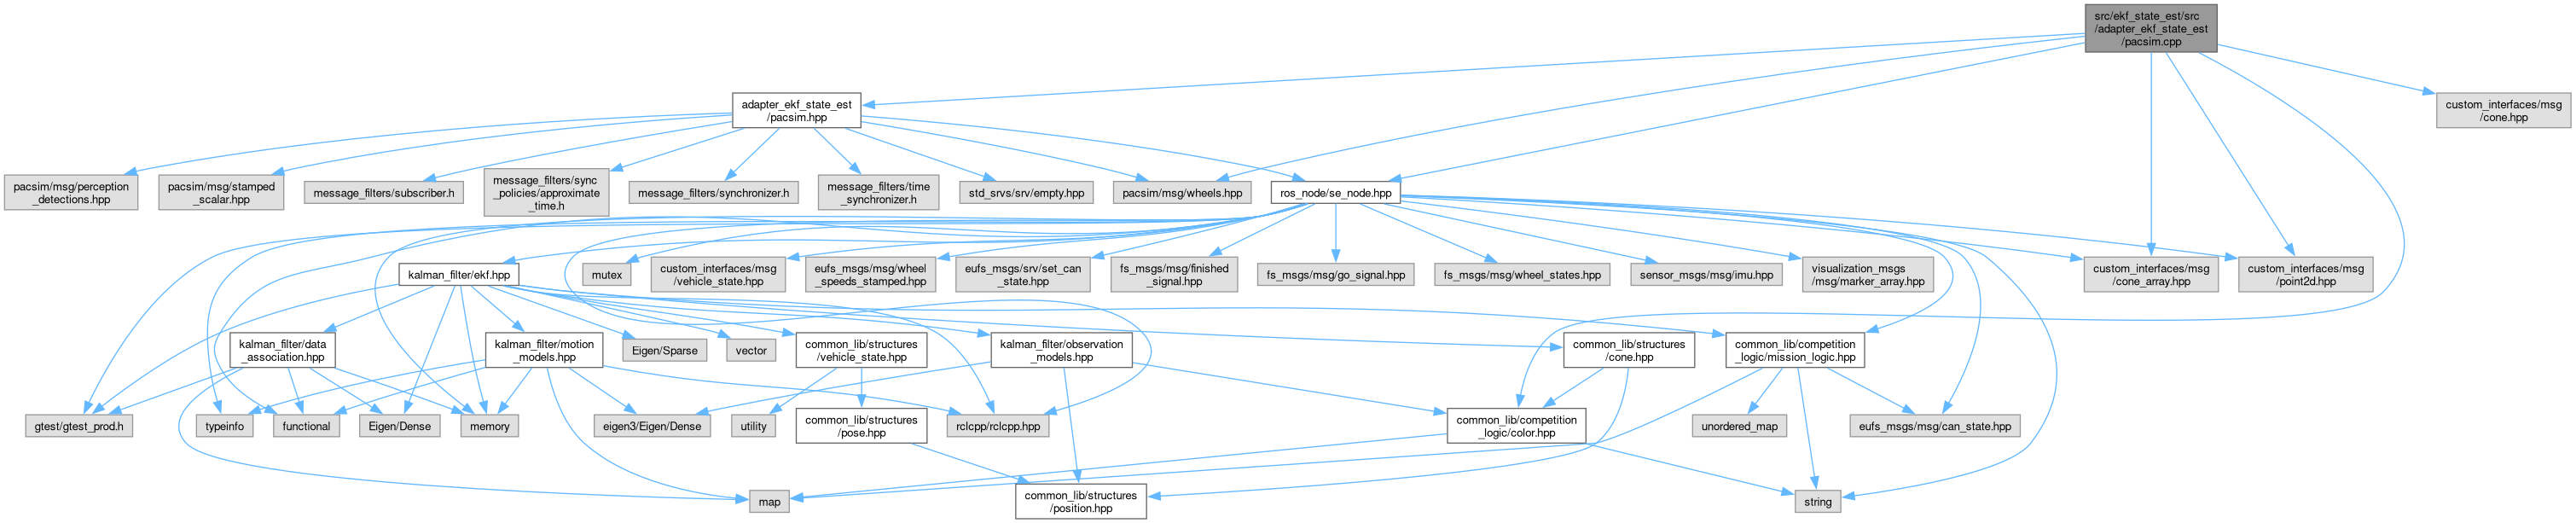 src/ekf_state_est/src
/adapter_ekf_state_est
/pacsim.cpp
adapter_ekf_state_est
/pacsim.hpp
custom_interfaces/msg
/cone.hpp
pacsim/msg/perception
_detections.hpp
pacsim/msg/stamped
_scalar.hpp
message_filters/subscriber.h
message_filters/sync
_policies/approximate
_time.h
message_filters/synchronizer.h
message_filters/time
_synchronizer.h
std_srvs/srv/empty.hpp
pacsim/msg/wheels.hpp
ros_node/se_node.hpp
kalman_filter/ekf.hpp
mutex
custom_interfaces/msg
/vehicle_state.hpp
eufs_msgs/msg/wheel
_speeds_stamped.hpp
eufs_msgs/srv/set_can
_state.hpp
fs_msgs/msg/finished
_signal.hpp
fs_msgs/msg/go_signal.hpp
fs_msgs/msg/wheel_states.hpp
sensor_msgs/msg/imu.hpp
visualization_msgs
/msg/marker_array.hpp
custom_interfaces/msg
/cone_array.hpp
custom_interfaces/msg
/point2d.hpp
kalman_filter/data
_association.hpp
kalman_filter/motion
_models.hpp
Eigen/Sparse
vector
common_lib/structures
/vehicle_state.hpp
kalman_filter/observation
_models.hpp
common_lib/structures
/cone.hpp
common_lib/competition
_logic/mission_logic.hpp
gtest/gtest_prod.h
typeinfo
functional
Eigen/Dense
memory
eigen3/Eigen/Dense
utility
common_lib/structures
/pose.hpp
rclcpp/rclcpp.hpp
common_lib/competition
_logic/color.hpp
unordered_map
eufs_msgs/msg/can_state.hpp
map
common_lib/structures
/position.hpp
string